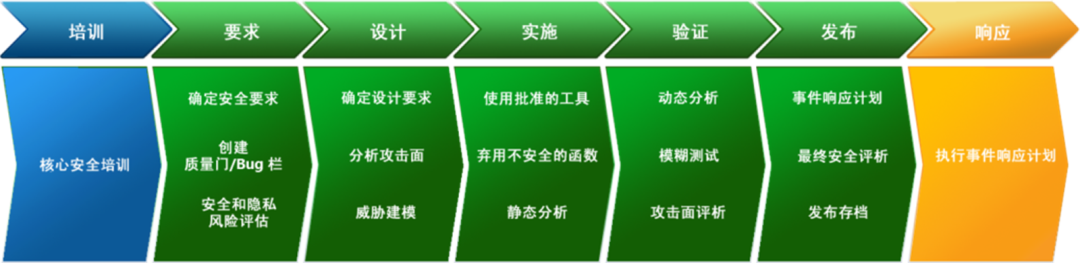 培训
要求
设计
实施
验证
发布
响应
核心安全培训
确定安全要求
创建
质量门/Bug 栏
安全和隐私
风险评估
确定设计要求
分析攻击面
威胁建模
使用批准的工具
弃用不安全的函数
静态分析
动态分析
模糊测试
攻击面评析
事件响应计划
最终安全评析
发布存档
执行事件响应计划